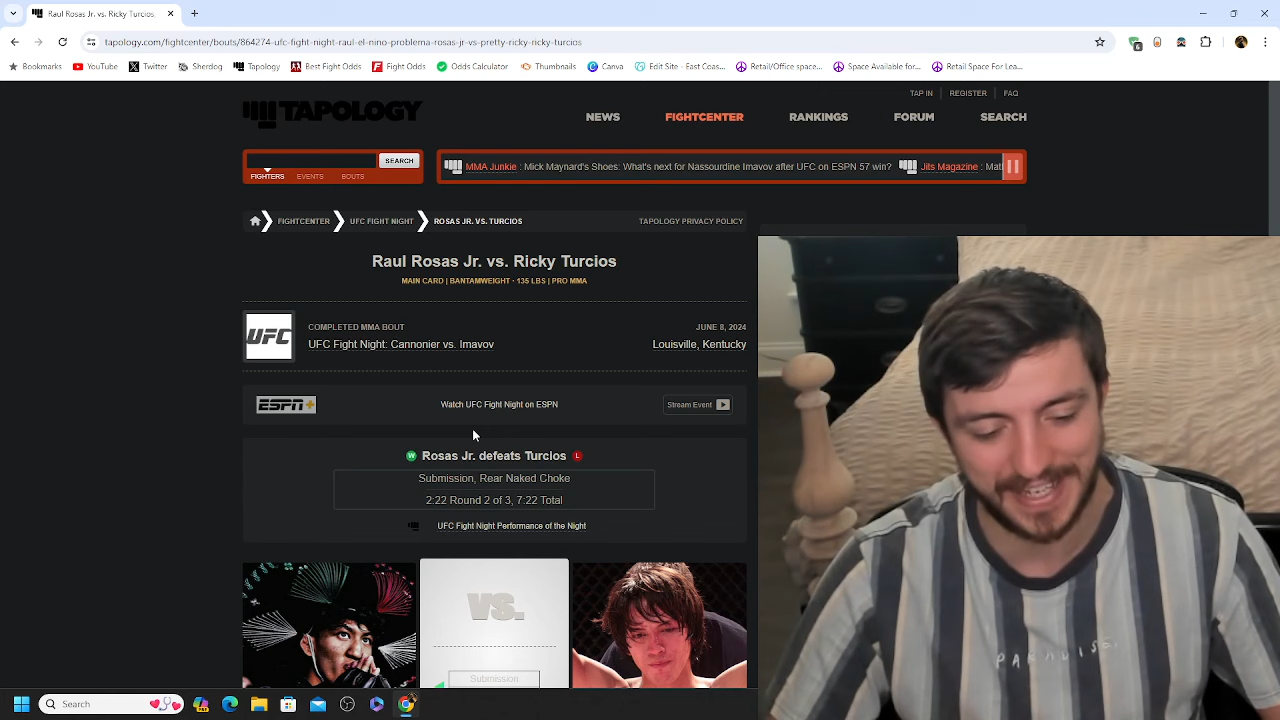 Raul Rosas Jr. vs. Ricky Turcios
tapology.com/fightcenter/bouts/864274-ufc-fight-night-raul-el-nino-problema-rosas-jr-vs-pretty-ricky-ricky-turcios
6
Bookmarks YouTube Twitter Sherdog Tapology Best Fight Odds Fight Odds Odds Calculator Thumbnails Canva Edit Site - East Coas... Retail Space for Lea... Space Available for... Retail Space For Lea...
TAP IN REGISTER FAQ
TAPOLOGY
NEWS FIGHTCENTER RANKINGS FORUM SEARCH
SEARCH
FIGHTERS EVENTS BOUTS
MMA Junkie : Mick Maynard's Shoes: What's next for Nassourdine Imavov after UFC on ESPN 57 win? Jits Magazine : Mat
FIGHTCENTER UFC FIGHT NIGHT ROSAS JR. VS. TURCIOS TAPOLOGY PRIVACY POLICY
Raul Rosas Jr. vs. Ricky Turcios
MAIN CARD | BANTAMWEIGHT · 135 LBS | PRO MMA
UFC
COMPLETED MMA BOUT JUNE 8, 2024
UFC Fight Night: Cannonier vs. Imavov Louisville, Kentucky
ESPN+ Watch UFC Fight Night on ESPN Stream Event
W Rosas Jr. defeats Turcios L
Submission, Rear Naked Choke
2:22 Round 2 of 3, 7:22 Total
UFC Fight Night Performance of the Night
VS.
Submission
PARADISE.
Search